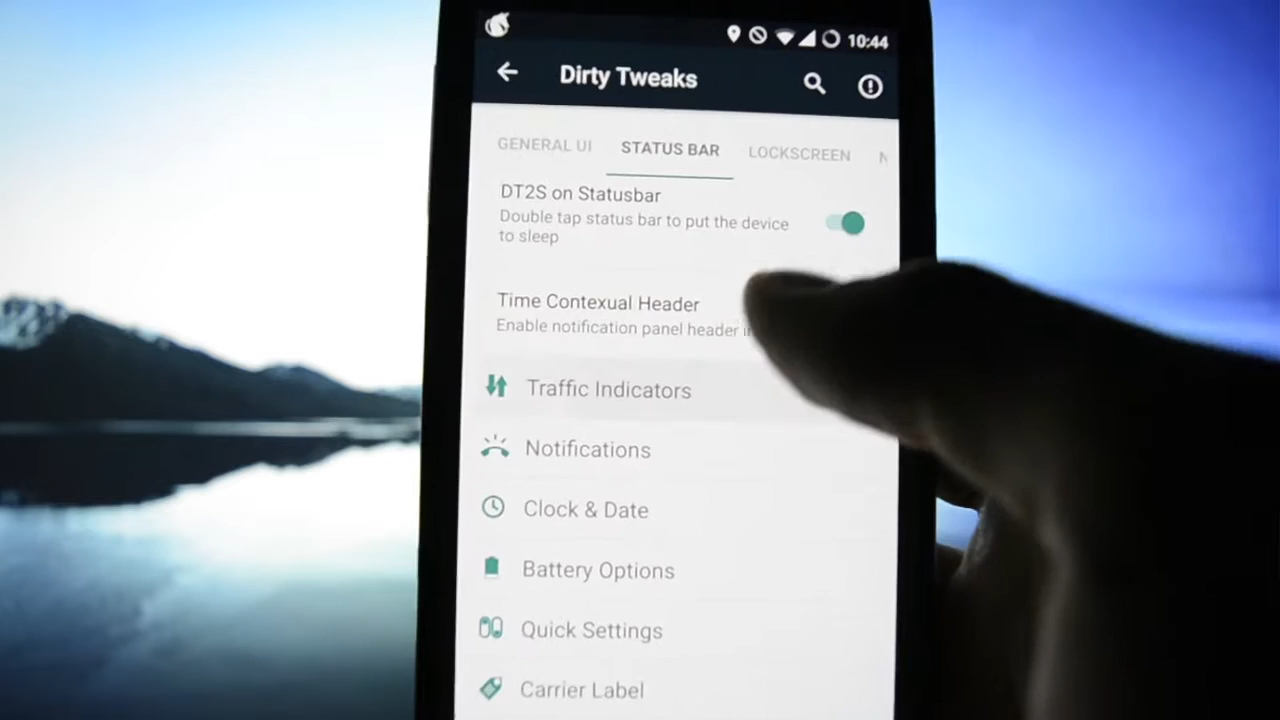 10:44
Dirty Tweaks
GENERAL UI STATUS BAR LOCKSCREEN N
DT2S on Statusbar
Double tap status bar to put the device
to sleep
Time Contexual Header
Enable notification panel header
Traffic Indicators
Notifications
Clock & Date
Battery Options
Quick Settings
Carrier Label